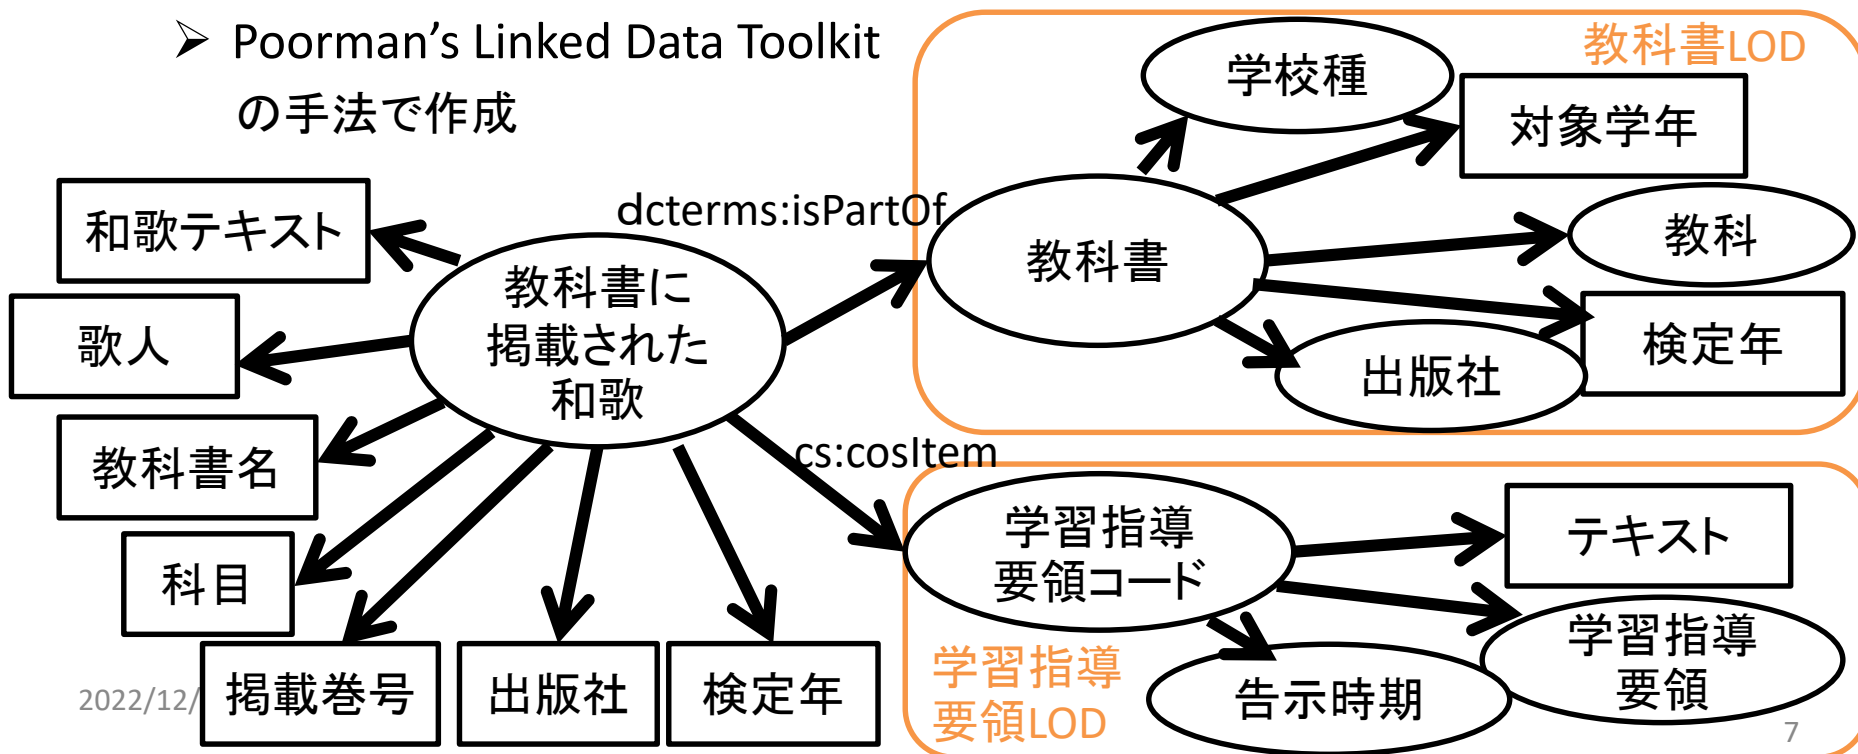 ➢ Poorman's Linked Data Toolkit
の手法で作成
教科書LOD
学校種
対象学年
教科
検定年
出版社
教科書
dcterms:isPartOf
和歌テキスト
歌人
教科書名
科目
掲載巻号
出版社
検定年
教科書に
掲載された
和歌
cs:cosItem
学習指導
要領コード
テキスト
学習指導
要領
告示時期
学習指導
要領LOD
2022/12/
7